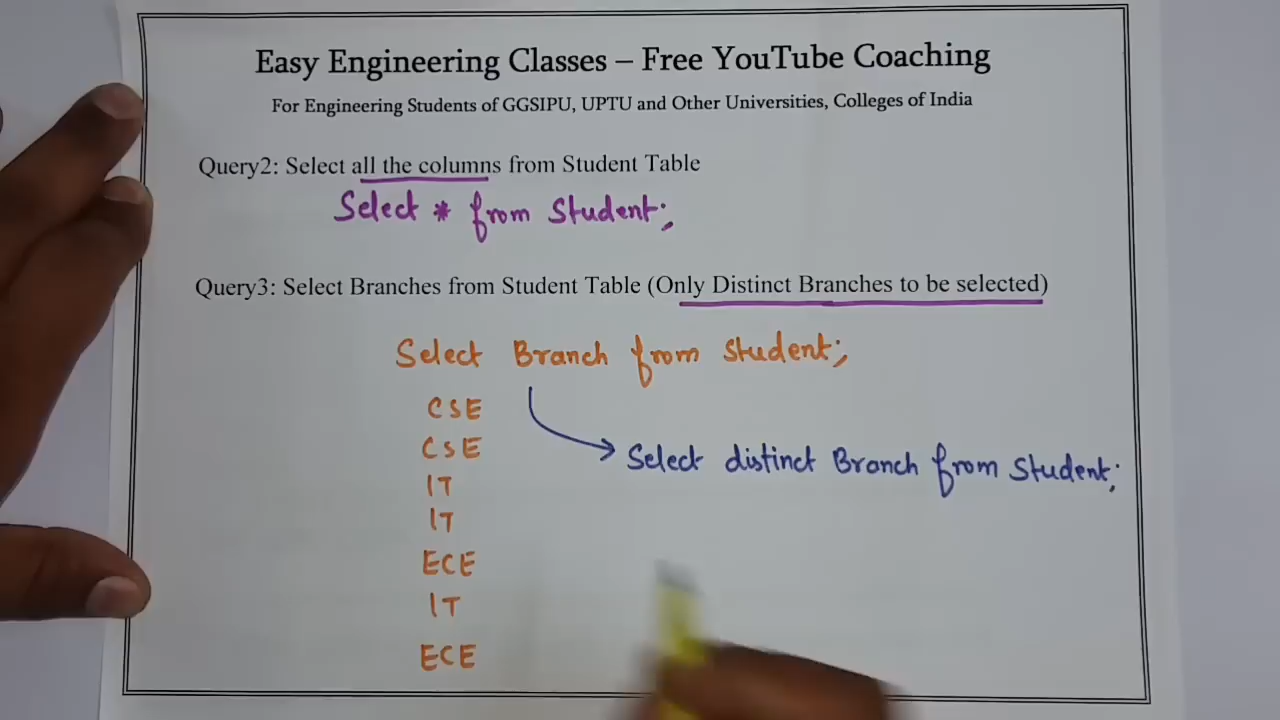 Easy Engineering Classes – Free YouTube Coaching
For Engineering Students of GGSIPU, UPTU and Other Universities, Colleges of India
Query2: Select all the columns from Student Table
Select * from Student;
Query3: Select Branches from Student Table (Only Distinct Branches to be selected)
Select Branch from Student;
CSE
CSE
Select distinct Branch from Student;
IT
IT
ECE
IT
ECE